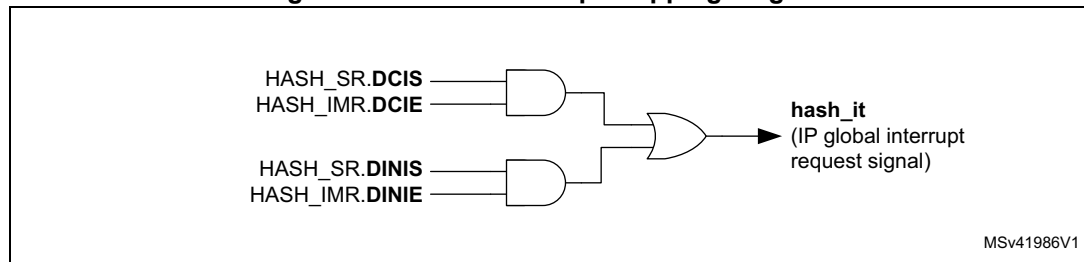 HASH_SR.DCIS
HASH_IMR.DCIE
HASH_SR.DINIS
HASH_IMR.DINIE
hash_it
(IP global interrupt
request signal)
MSv41986V1